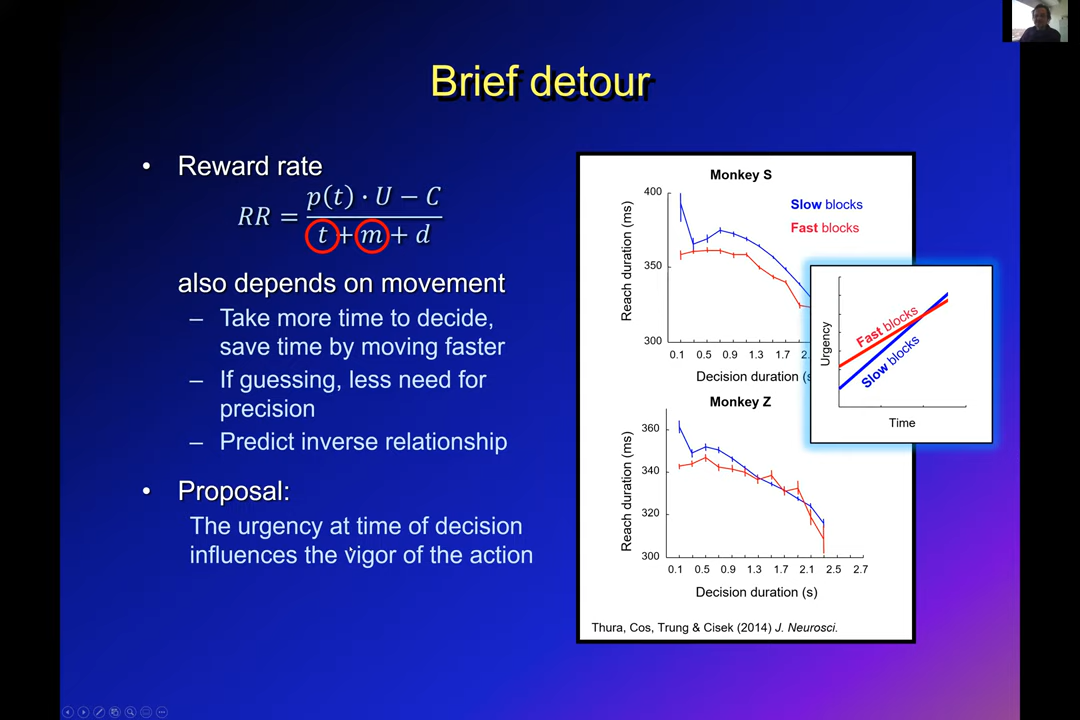 Brief detour
• Reward rate
RR = p(t) · U − C / t + m + d
also depends on movement
– Take more time to decide,
save time by moving faster
– If guessing, less need for
precision
– Predict inverse relationship
• Proposal:
The urgency at time of decision
influences the vigor of the action
Monkey S
Slow blocks
Fast blocks
Reach duration (ms)
400
350
300
0.1 0.5 0.9 1.3 1.7 2.
Decision duration (s
Urgency
Fast blocks
Slow blocks
Time
Monkey Z
Reach duration (ms)
360
340
320
300
0.1 0.5 0.9 1.3 1.7 2.1 2.5 2.7
Decision duration (s)
Thura, Cos, Trung & Cisek (2014) J. Neurosci.